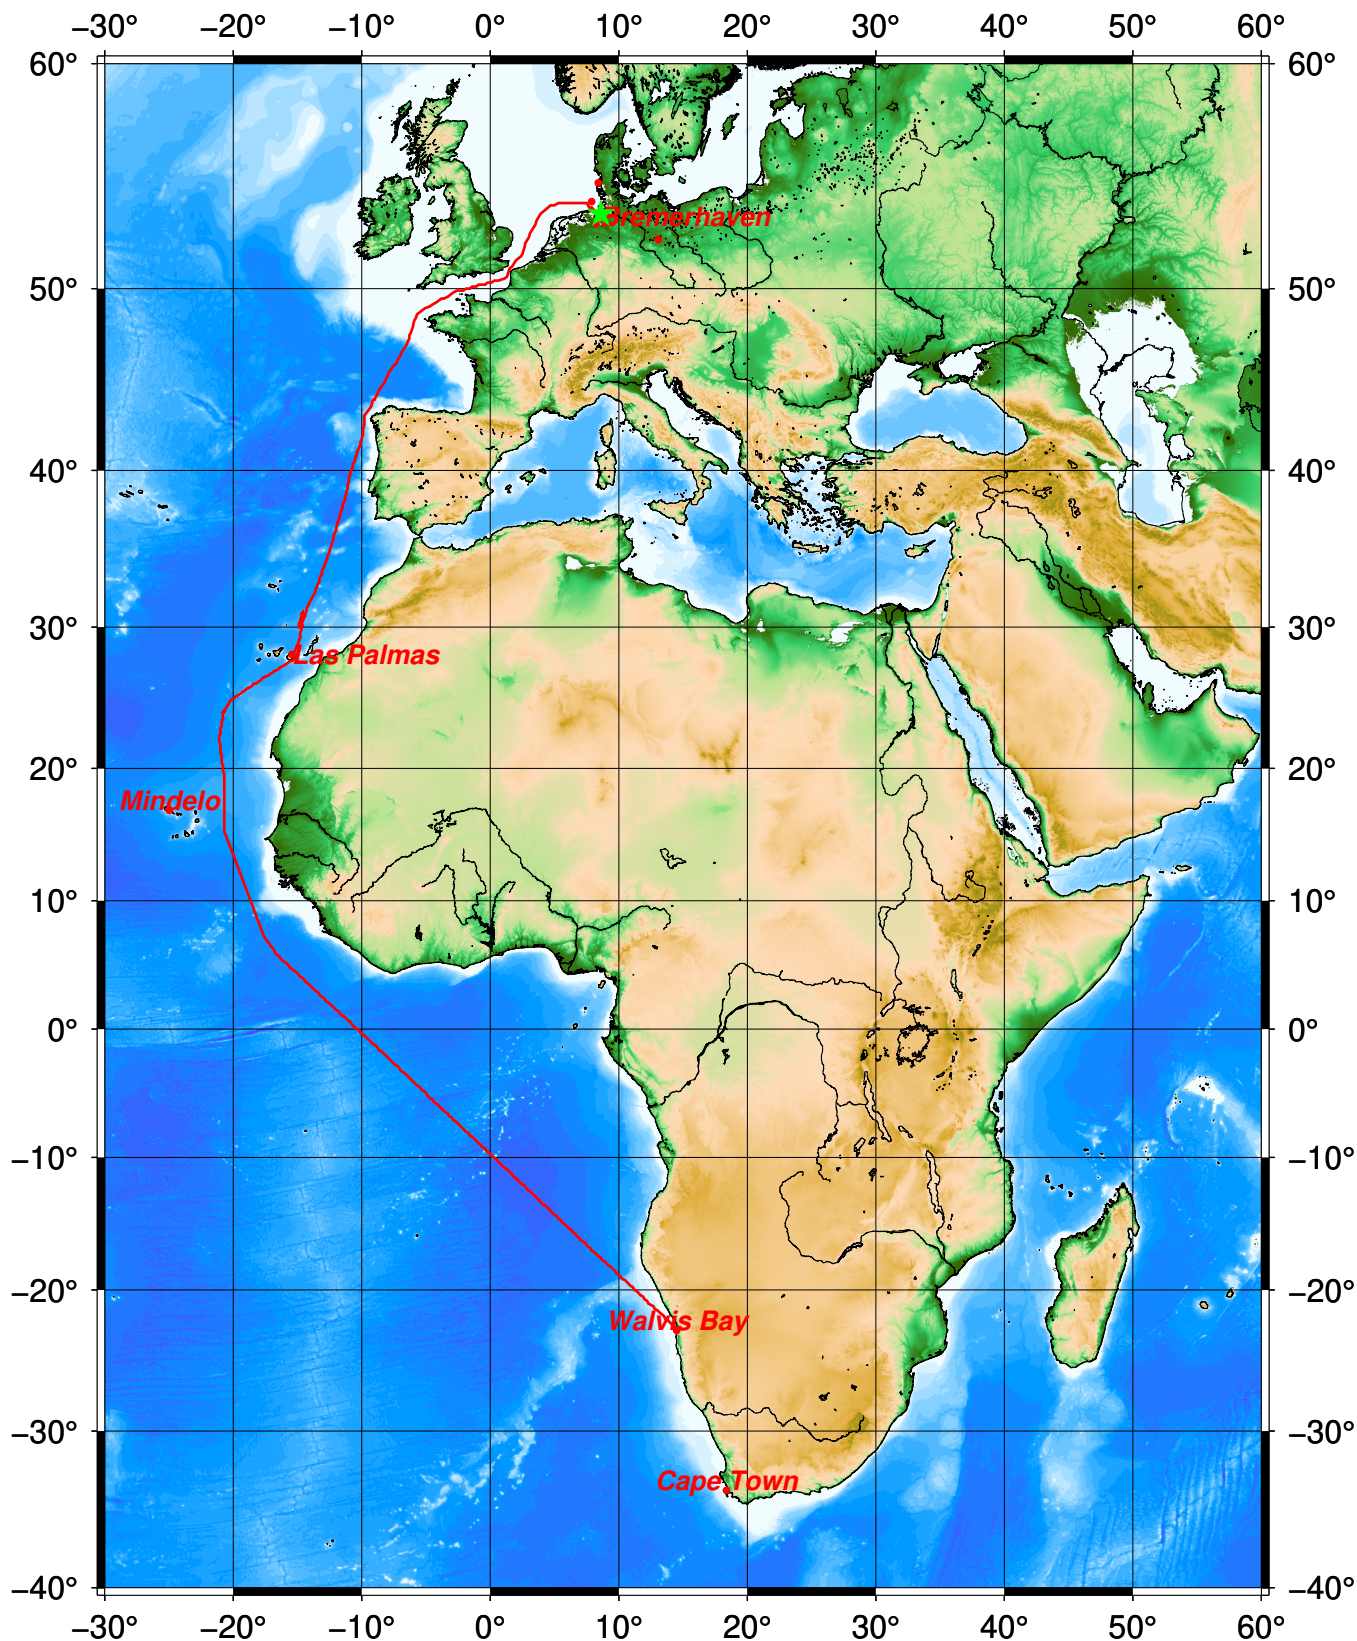 −30° −20° −10° 0° 10° 20° 30° 40° 50° 60°
60° 60°
Bremerhaven
50° 50°
40° 40°
30° 30°
Las Palmas
20° 20°
Mindelo
10° 10°
0° 0°
−10° −10°
−20° −20°
Walvis Bay
−30° −30°
Cape Town
−40° −40°
−30° −20° −10° 0° 10° 20° 30° 40° 50° 60°